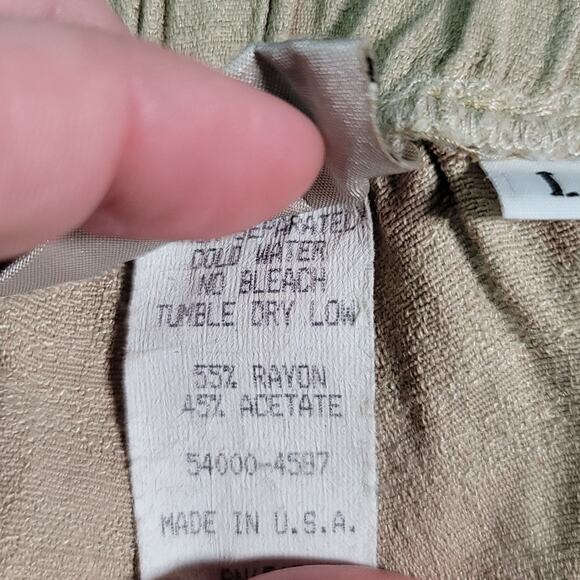 COLD WATER
NO BLEACH
TUMBLE DRY LOW
55% RAYON
45% ACETATE
54000-4587
MADE IN U.S.A.
L